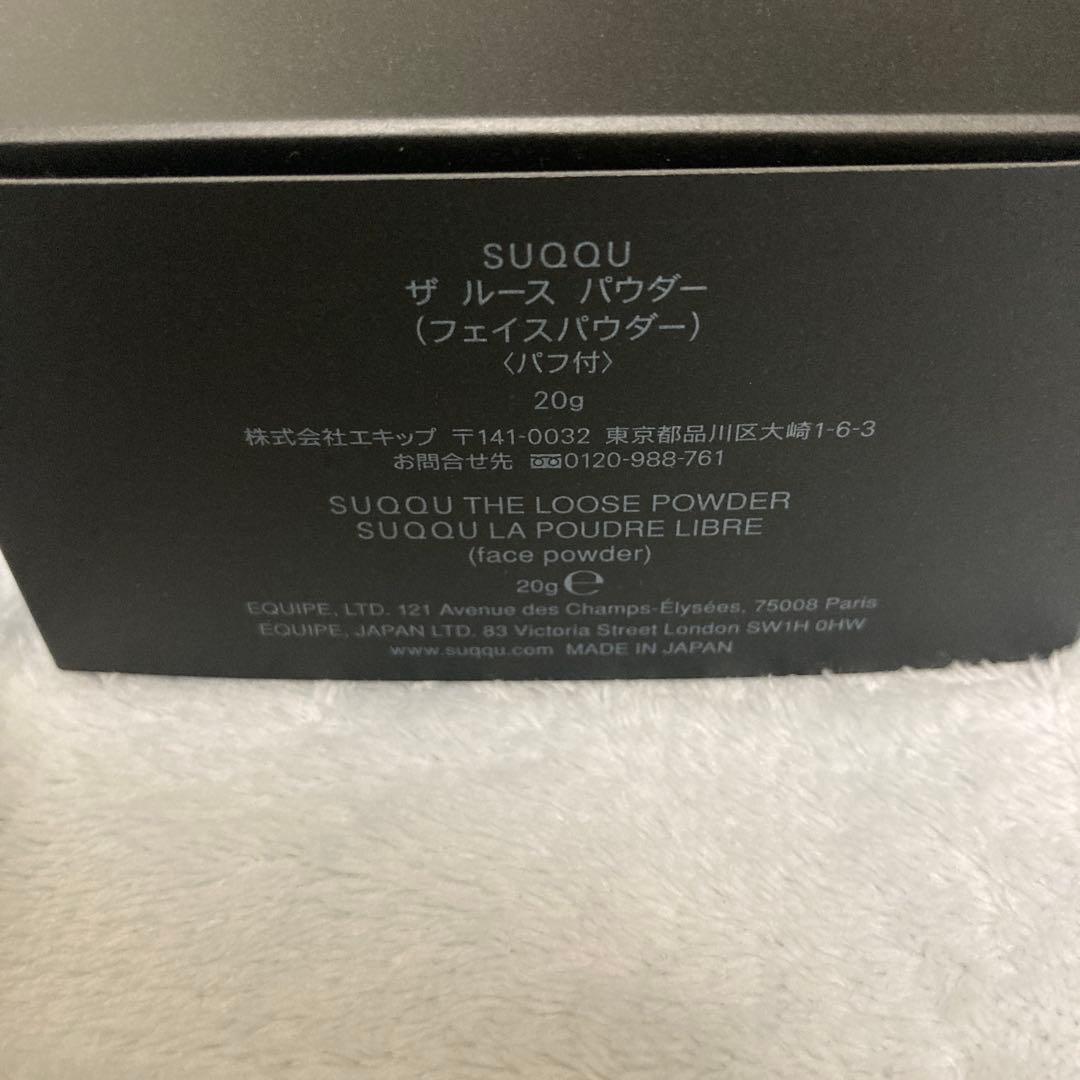 SUQQU
ザ ルース パウダー
（フェイスパウダー）
〈パフ付〉
20g
株式会社エキップ 〒141-0032 東京都品川区大崎1-6-3
お問合せ先 0120-988-761
SUQQU THE LOOSE POWDER
SUQQU LA POUDRE LIBRE
(face powder)
20g ℮
EQUIPE, LTD. 121 Avenue des Champs-Élysées, 75008 Paris
EQUIPE, JAPAN LTD. 83 Victoria Street London SW1H 0HW
www.suqqu.com MADE IN JAPAN